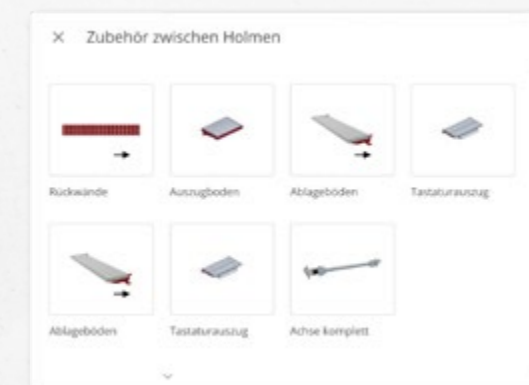 Zubehör zwischen Holmen
Rückwände
Auszugboden
Ablageböden
Tastaturauszug
Ablageböden
Tastaturauszug
Achse komplett